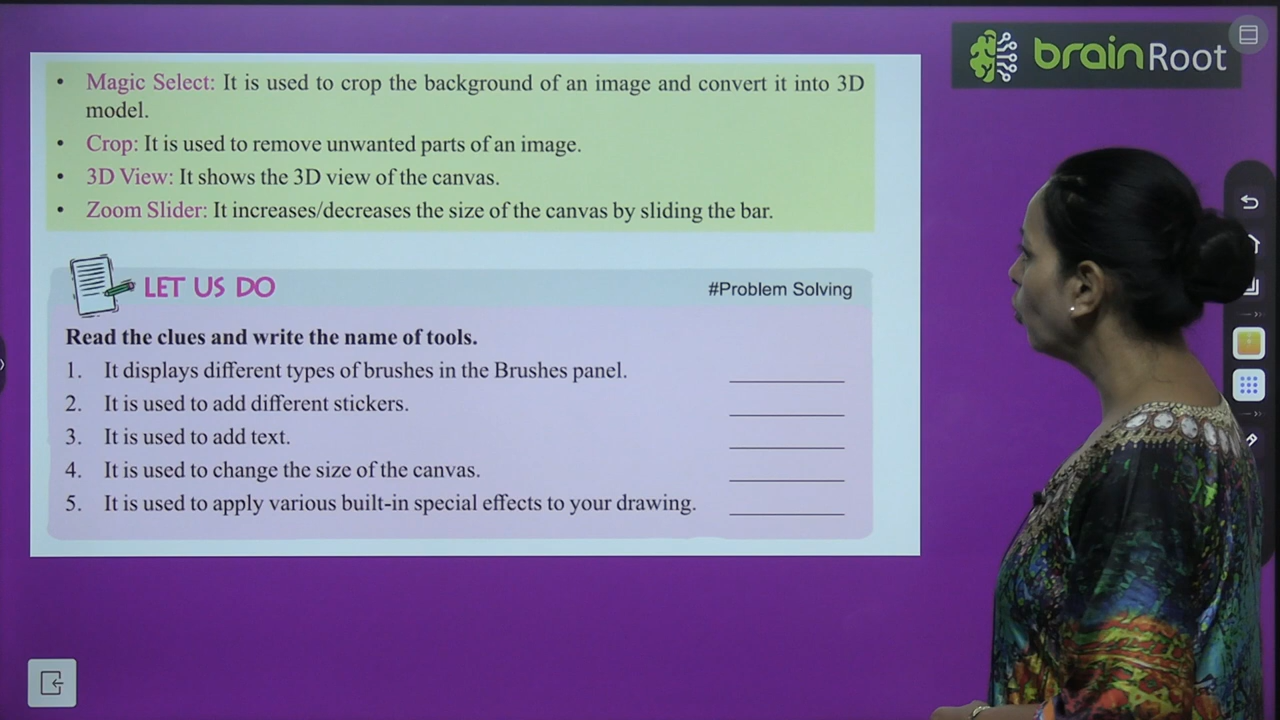 brainRoot
• Magic Select: It is used to crop the background of an image and convert it into 3D
model.
• Crop: It is used to remove unwanted parts of an image.
• 3D View: It shows the 3D view of the canvas.
• Zoom Slider: It increases/decreases the size of the canvas by sliding the bar.
LET US DO #Problem Solving
Read the clues and write the name of tools.
1. It displays different types of brushes in the Brushes panel. __________
2. It is used to add different stickers. __________
3. It is used to add text. __________
4. It is used to change the size of the canvas. __________
5. It is used to apply various built-in special effects to your drawing. __________